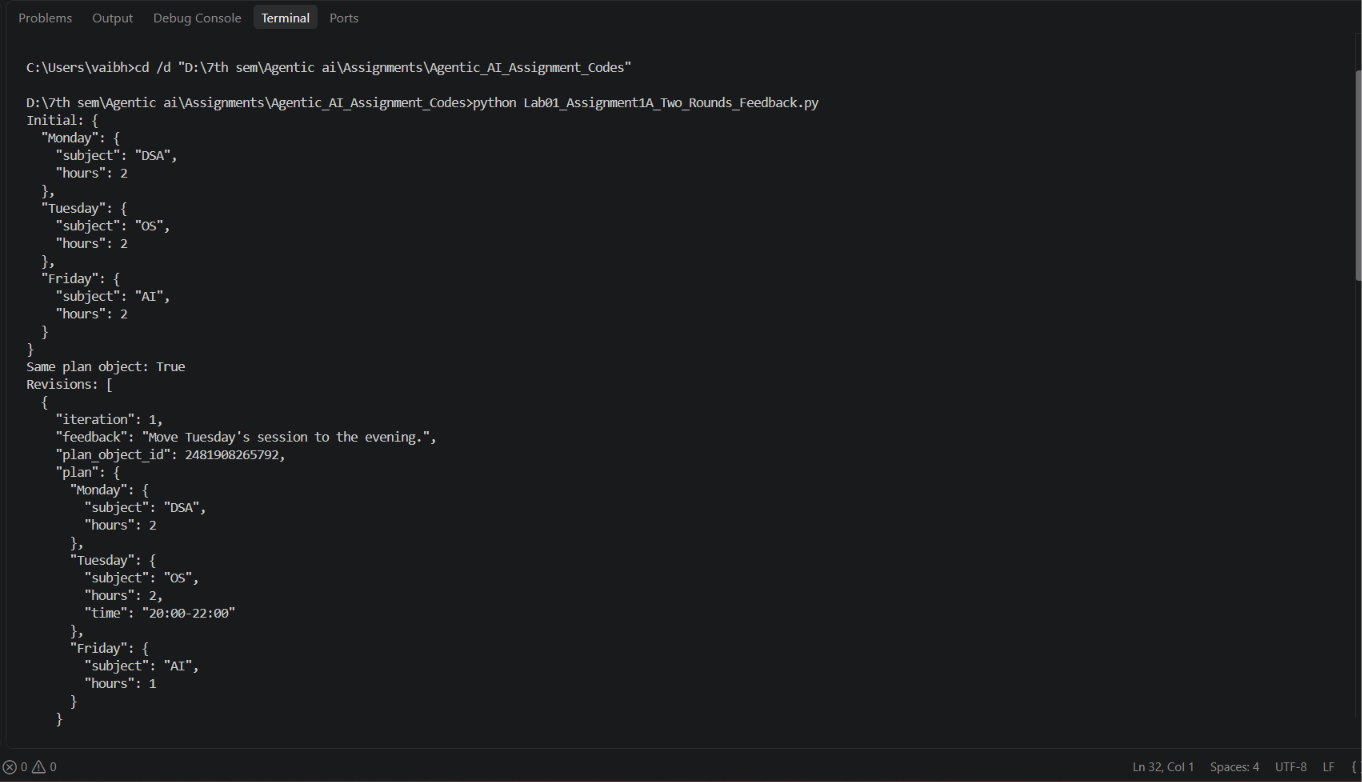 Problems Output Debug Console Terminal Ports
C:\Users\vaibh>cd /d "D:\7th sem\Agentic ai\Assignments\Agentic_AI_Assignment_Codes"
D:\7th sem\Agentic ai\Assignments\Agentic_AI_Assignment_Codes>python Lab01_Assignment1A_Two_Rounds_Feedback.py
Initial: {
  "Monday": {
    "subject": "DSA",
    "hours": 2
  },
  "Tuesday": {
    "subject": "OS",
    "hours": 2
  },
  "Friday": {
    "subject": "AI",
    "hours": 2
  }
}
Same plan object: True
Revisions: [
  {
    "iteration": 1,
    "feedback": "Move Tuesday's session to the evening.",
    "plan_object_id": 2481908265792,
    "plan": {
      "Monday": {
        "subject": "DSA",
        "hours": 2
      },
      "Tuesday": {
        "subject": "OS",
        "hours": 2,
        "time": "20:00-22:00"
      },
      "Friday": {
        "subject": "AI",
        "hours": 1
      }
    }
0 0 Ln 32, Col 1 Spaces: 4 UTF-8 LF {